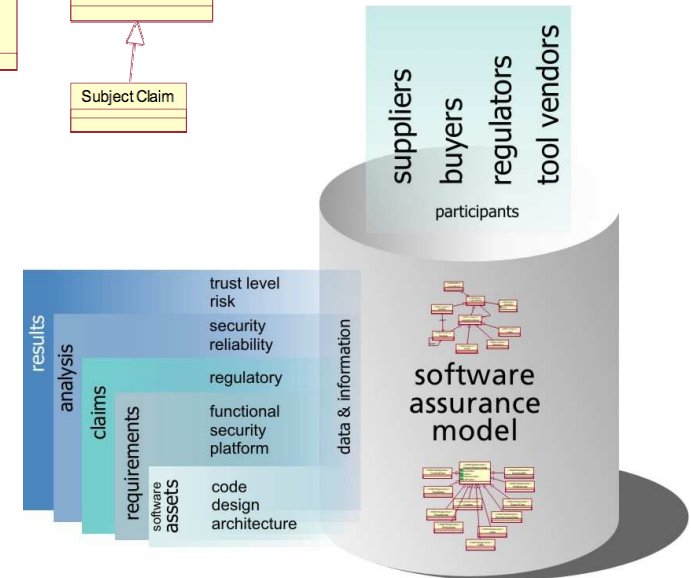 Subject Claim
suppliers
buyers
regulators
tool vendors
participants
results
trust level
risk
analysis
security
reliability
claims
regulatory
requirements
functional
security
platform
software
assets
code
design
architecture
data & information
software
assurance
model